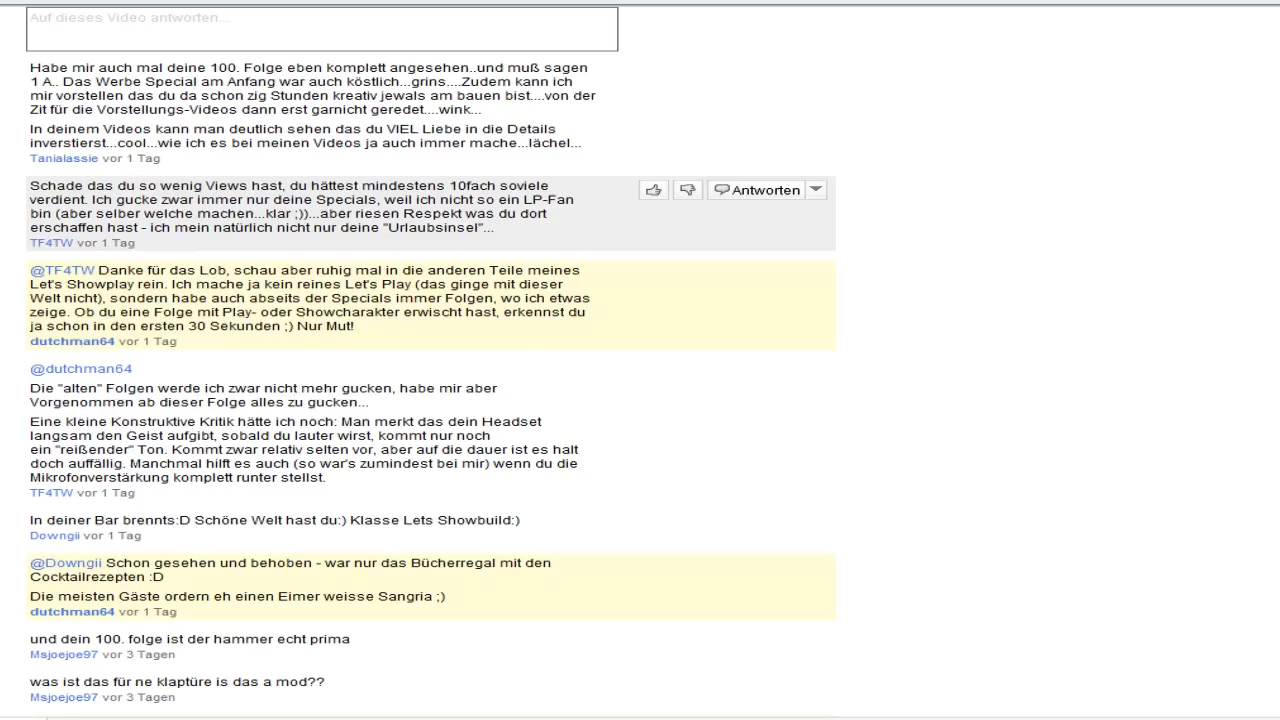 Auf dieses Video antworten...
Habe mir auch mal deine 100. Folge eben komplett angesehen..und muß sagen
1 A.. Das Werbe Special am Anfang war auch köstlich...grins....Zudem kann ich
mir vorstellen das du da schon zig Stunden kreativ jewals am bauen bist....von der
Zit für die Vorstellungs-Videos dann erst garnicht geredet....wink...
In deinem Videos kann man deutlich sehen das du VIEL Liebe in die Details
inverstierst...cool...wie ich es bei meinen Videos ja auch immer mache...lächel...
Tanialassie vor 1 Tag
Schade das du so wenig Views hast, du hättest mindestens 10fach soviele
verdient. Ich gucke zwar immer nur deine Specials, weil ich nicht so ein LP-Fan
bin (aber selber welche machen...klar ;))...aber riesen Respekt was du dort
erschaffen hast - ich mein natürlich nicht nur deine "Urlaubsinsel"...
TF4TW vor 1 Tag
Antworten
@TF4TW Danke für das Lob, schau aber ruhig mal in die anderen Teile meines
Let's Showplay rein. Ich mache ja kein reines Let's Play (das ginge mit dieser
Welt nicht), sondern habe auch abseits der Specials immer Folgen, wo ich etwas
zeige. Ob du eine Folge mit Play- oder Showcharakter erwischt hast, erkennst du
ja schon in den ersten 30 Sekunden ;) Nur Mut!
dutchman64 vor 1 Tag
@dutchman64
Die "alten" Folgen werde ich zwar nicht mehr gucken, habe mir aber
Vorgenommen ab dieser Folge alles zu gucken...
Eine kleine Konstruktive Kritik hätte ich noch: Man merkt das dein Headset
langsam den Geist aufgibt, sobald du lauter wirst, kommt nur noch
ein "reißender" Ton. Kommt zwar relativ selten vor, aber auf die dauer ist es halt
doch auffällig. Manchmal hilft es auch (so war's zumindest bei mir) wenn du die
Mikrofonverstärkung komplett runter stellst.
TF4TW vor 1 Tag
In deiner Bar brennts:D Schöne Welt hast du:) Klasse Lets Showbuild:)
Downgii vor 1 Tag
@Downgii Schon gesehen und behoben - war nur das Bücherregal mit den
Cocktailrezepten :D
Die meisten Gäste ordern eh einen Eimer weisse Sangria ;)
dutchman64 vor 1 Tag
und dein 100. folge ist der hammer echt prima
Msjoejoe97 vor 3 Tagen
was ist das für ne klaptüre is das a mod??
Msjoejoe97 vor 3 Tagen